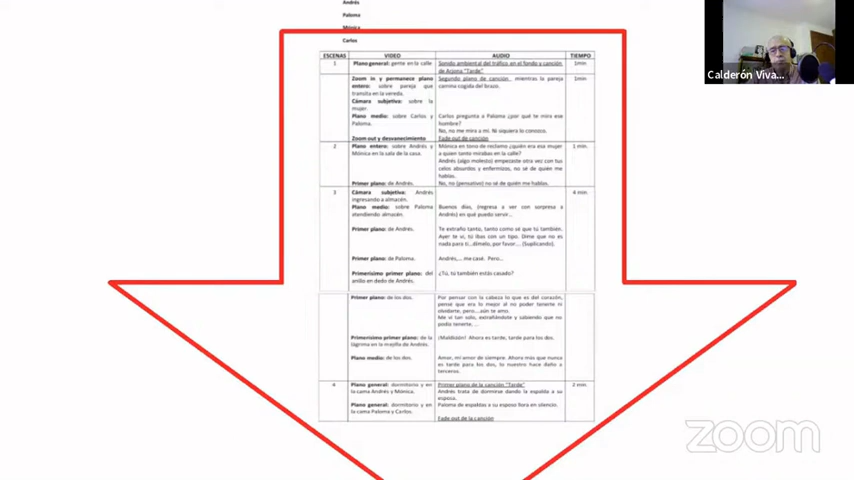 Andrés
Paloma
Mónica
Carlos
Calderón Viva...
ESCENAS VIDEO AUDIO TIEMPO
1 Plano general: gente en la calle Sonido ambiental del tráfico en el fondo y canción 1min
de Arjona "Tarde"
Zoom in y permanece plano Segundo plano de canción, mientras la pareja 1min
entero: sobre pareja que camina cogida del brazo.
transita en la vereda.
Cámara subjetiva: sobre la
mujer.
Plano medio: sobre Carlos y Carlos pregunta a Paloma ¿por qué te mira ese
Paloma. hombre?
No, no me mira a mí. Ni siquiera lo conozco.
Zoom out y desvanecimiento Fade out de canción
2 Plano entero: sobre Andrés y Mónica en tono de reclamo ¿quién era esa mujer 1 min.
Mónica en la sala de la casa. a quien tanto mirabas en la calle?
Andrés (algo molesto) empezaste otra vez con tus
celos absurdos y enfermizos, no sé de quién me
hablas.
Primer plano: de Andrés. No, no (pensativo) no sé de quién me hablas.
3 Cámara subjetiva: Andrés 4 min
ingresando a almacén.
Plano medio: sobre Paloma Buenos días, (regresa a ver con sorpresa a
atendiendo almacén. Andrés) en qué puedo servir...
Primer plano: de Andrés. Te extraño tanto, tanto como sé que tú también.
Ayer te vi, tú ibas con un tipo. Dime que no es
nada para ti...dímelo, por favor.... (Suplicando).
Primer plano: de Paloma. Andrés,... me casé. Pero...
Primerísimo primer plano: del ¿Tú, tú también estás casado?
anillo en dedo de Andrés.
Primer plano: de los dos. Por pensar con la cabeza lo que es del corazón,
pensé que era lo mejor al no poder tenerte ni
olvidarte, pero....aún te amo.
Me vi tan solo, extrañándote y sabiendo que no
podía tenerte, ...
Primerísimo primer plano: de la ¡Maldición! Ahora es tarde, tarde para los dos.
lágrima en la mejilla de Andrés.
Plano medio: de los dos. Amor, mi amor de siempre. Ahora más que nunca
es tarde para los dos, lo nuestro hace daño a
terceros.
4 Plano general: dormitorio y en Primer plano de la canción "Tarde" 2 min.
la cama Andrés y Mónica. Andrés trata de dormirse dando la espalda a su
esposa.
Plano general: dormitorio y en Paloma de espaldas a su esposo llora en silencio.
la cama Paloma y Carlos.
Fade out de la canción
zoom